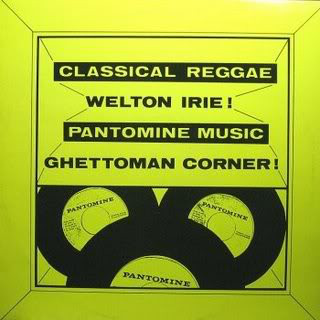 CLASSICAL REGGAE
WELTON IRIE!
PANTOMINE MUSIC
GHETTOMAN CORNER!
PANTOMINE
PANTOMINE
PANTOMINE